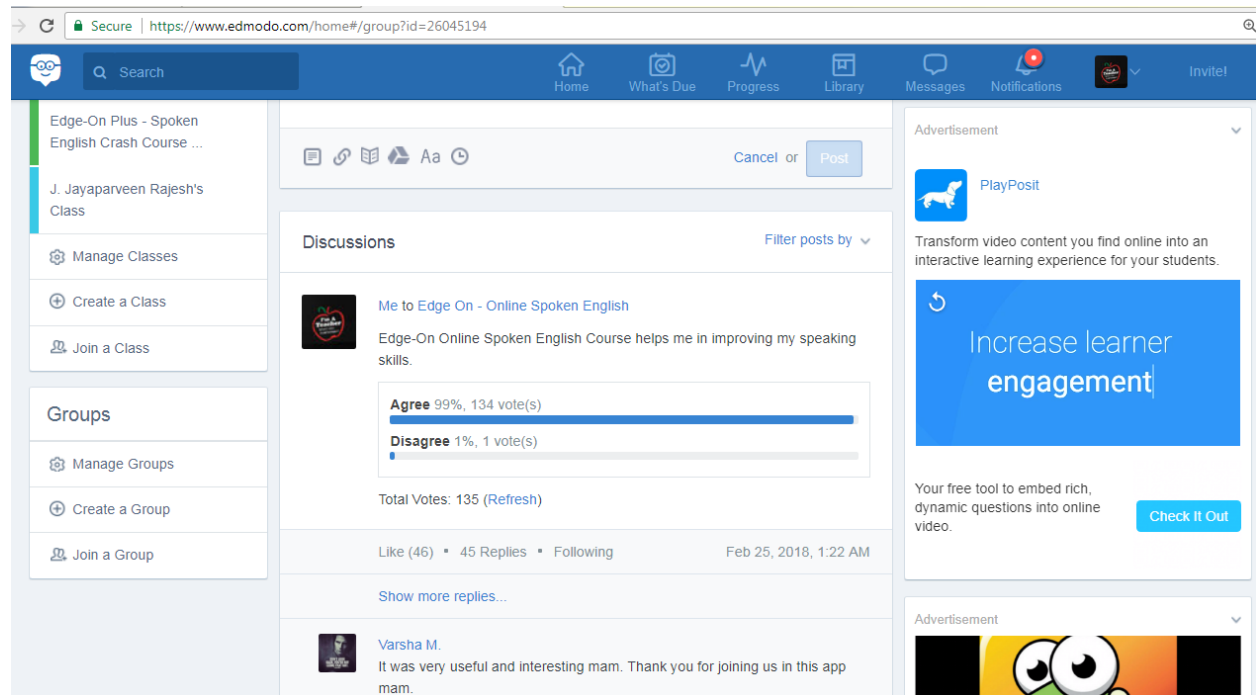 Secure | https://www.edmodo.com/home#/group?id=26045194
Search
Home
What's Due
Progress
Library
Messages
Notifications
Invite!
Edge-On Plus - Spoken
English Crash Course ...
J. Jayaparveen Rajesh's
Class
Manage Classes
Create a Class
Join a Class
Groups
Manage Groups
Create a Group
Join a Group
Aa
Cancel or Post
Discussions
Filter posts by
Me to Edge On - Online Spoken English
Edge-On Online Spoken English Course helps me in improving my speaking
skills.
Agree 99%, 134 vote(s)
Disagree 1%, 1 vote(s)
Total Votes: 135 (Refresh)
Like (46) ▪ 45 Replies ▪ Following
Feb 25, 2018, 1:22 AM
Show more replies...
Varsha M.
It was very useful and interesting mam. Thank you for joining us in this app
mam.
Advertisement
PlayPosit
Transform video content you find online into an
interactive learning experience for your students.
Increase learner
engagement
Your free tool to embed rich,
dynamic questions into online
video.
Check It Out
Advertisement